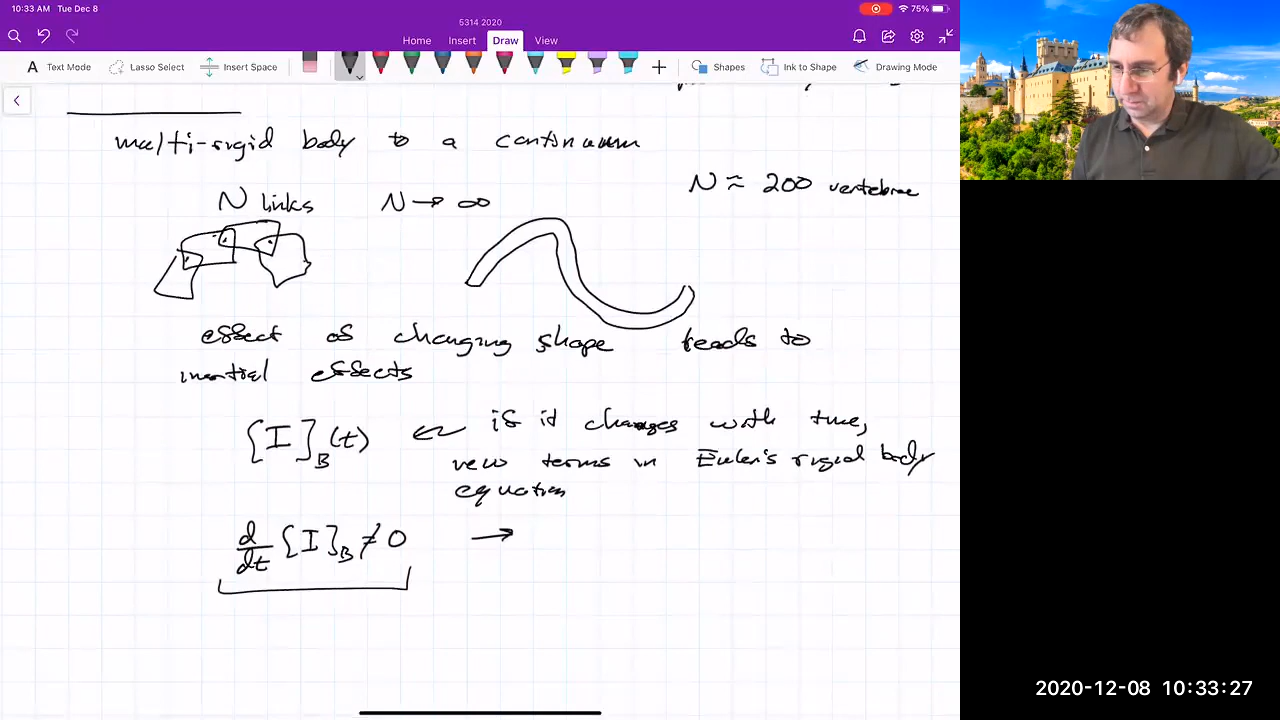 10:33 AM Tue Dec 8
75%
5314 2020
Home Insert Draw View
Text Mode Lasso Select Insert Space Shapes Ink to Shape Drawing Mode
multi-rigid body to a continuum
N ≈ 200 vertebrae
N links N → ∞
effect of changing shape leads to
inertial effects
[I]_B (t) ← if it changes with time,
new terms in Euler's rigid body
equation
d/dt [I]_B ≠ 0 →
2020-12-08 10:33:27